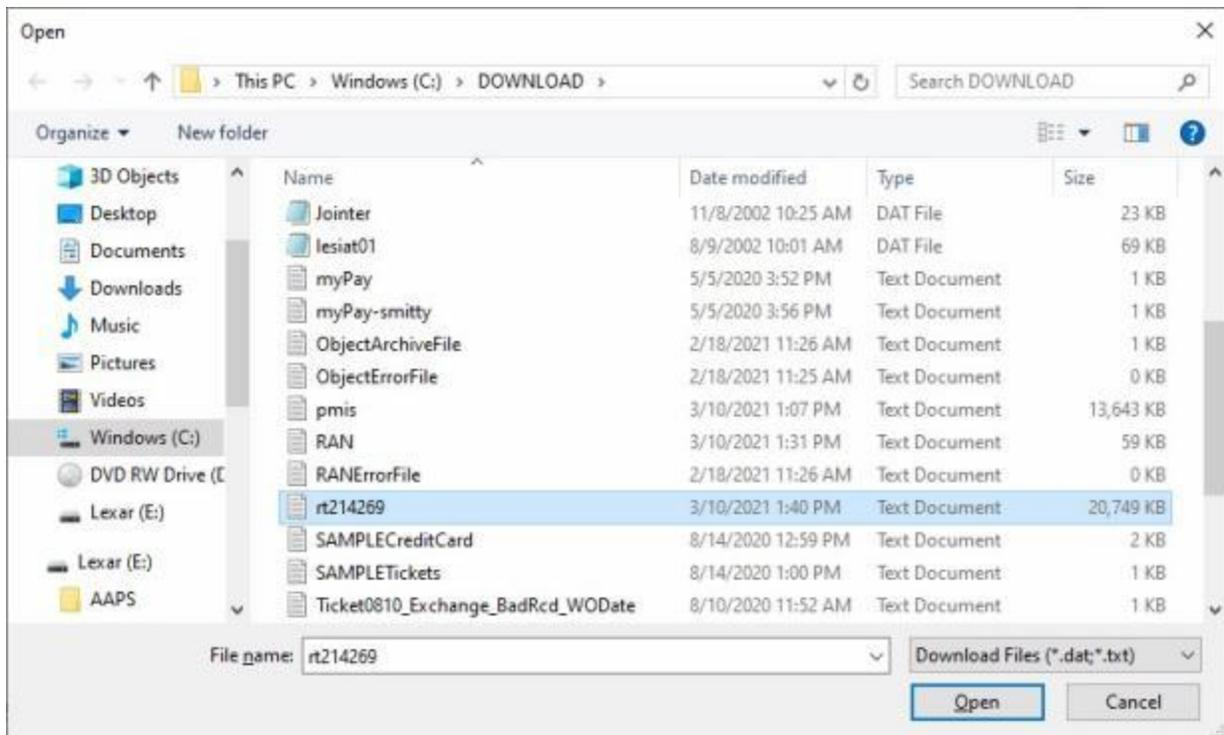 Open
This PC > Windows (C:) > DOWNLOAD >
Search DOWNLOAD
Organize
New folder
3D Objects
Desktop
Documents
Downloads
Music
Pictures
Videos
Windows (C:)
DVD RW Drive (D
Lexar (E:)
Lexar (E:)
AAPS
Name Date modified Type Size
Jointer 11/8/2002 10:25 AM DAT File 23 KB
lesiat01 8/9/2002 10:01 AM DAT File 69 KB
myPay 5/5/2020 3:52 PM Text Document 1 KB
myPay-smitty 5/5/2020 3:56 PM Text Document 1 KB
ObjectArchiveFile 2/18/2021 11:26 AM Text Document 1 KB
ObjectErrorFile 2/18/2021 11:25 AM Text Document 0 KB
pmis 3/10/2021 1:07 PM Text Document 13,643 KB
RAN 3/10/2021 1:31 PM Text Document 59 KB
RANErrorFile 2/18/2021 11:26 AM Text Document 0 KB
rt214269 3/10/2021 1:40 PM Text Document 20,749 KB
SAMPLECreditCard 8/14/2020 12:59 PM Text Document 2 KB
SAMPLETickets 8/14/2020 1:00 PM Text Document 1 KB
Ticket0810_Exchange_BadRcd_WODate 8/10/2020 11:52 AM Text Document 1 KB
File name: rt214269
Download Files (*.dat;*.txt)
Open
Cancel